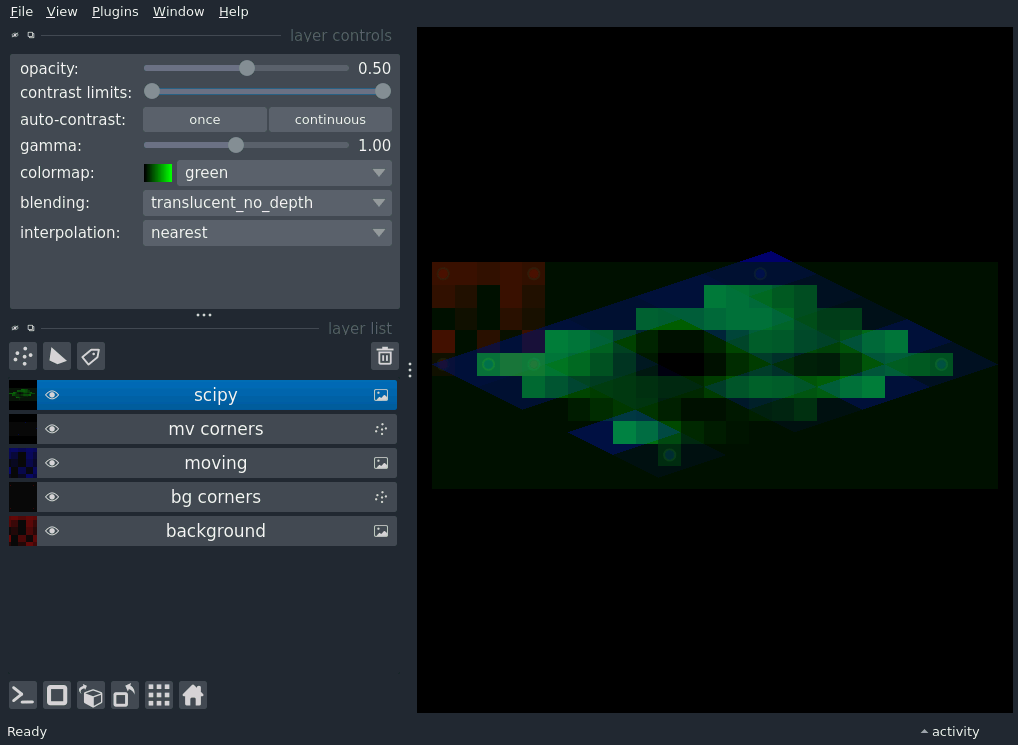 File View Plugins Window Help
layer controls
opacity: 0.50
contrast limits:
auto-contrast: once continuous
gamma: 1.00
colormap: green
blending: translucent_no_depth
interpolation: nearest
layer list
scipy
mv corners
moving
bg corners
background
Ready activity